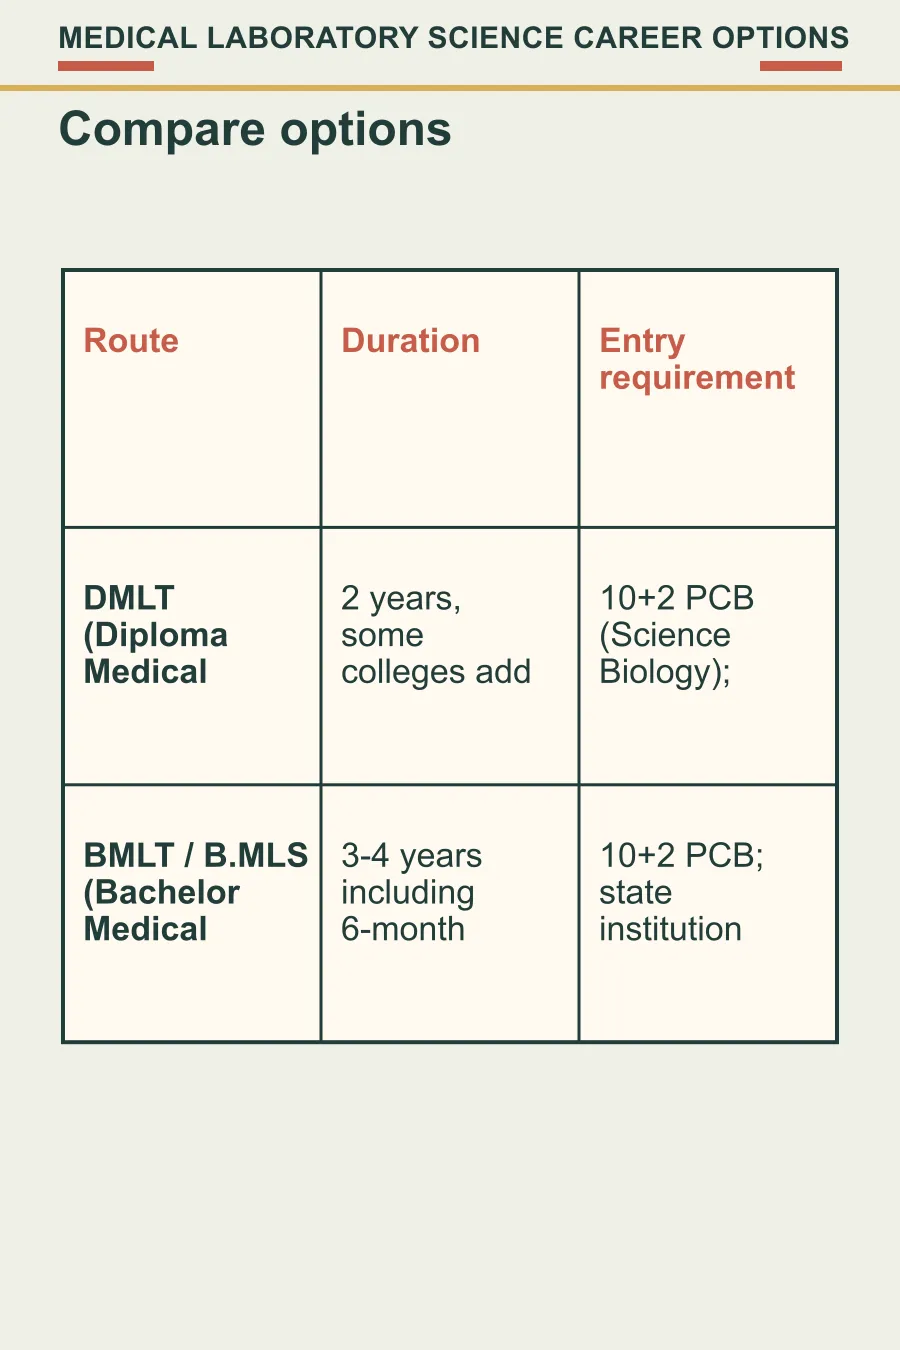 MEDICAL LABORATORY SCIENCE CAREER OPTIONS
Compare options
Route
Duration
Entry
requirement
DMLT
(Diploma
Medical
2 years,
some
colleges add
10+2 PCB
(Science
Biology);
BMLT / B.MLS
(Bachelor
Medical
3-4 years
including
6-month
10+2 PCB;
state
institution